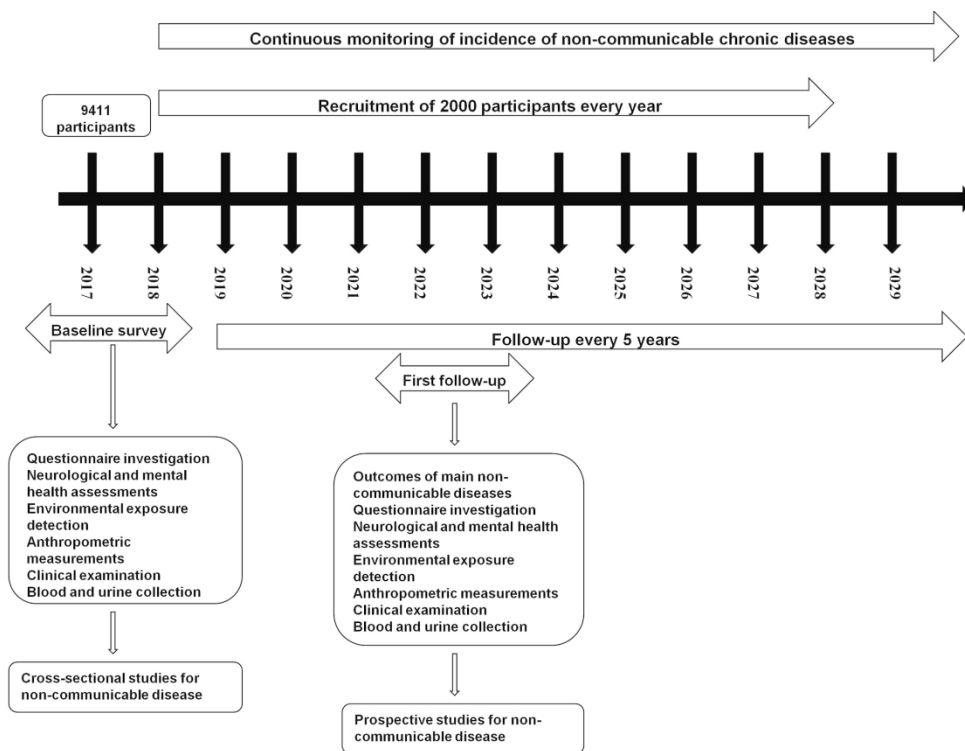 Continuous monitoring of incidence of non-communicable chronic diseases
Recruitment of 2000 participants every year
9411
participants
2017
2018
2019
2020
2021
2022
2023
2024
2025
2026
2027
2028
2029
Baseline survey
Follow-up every 5 years
First follow-up
Questionnaire investigation
Neurological and mental
health assessments
Environmental exposure
detection
Anthropometric
measurements
Clinical examination
Blood and urine collection
Outcomes of main non-
communicable diseases
Questionnaire investigation
Neurological and mental health
assessments
Environmental exposure
detection
Anthropometric measurements
Clinical examination
Blood and urine collection
Cross-sectional studies for
non-communicable disease
Prospective studies for non-
communicable disease